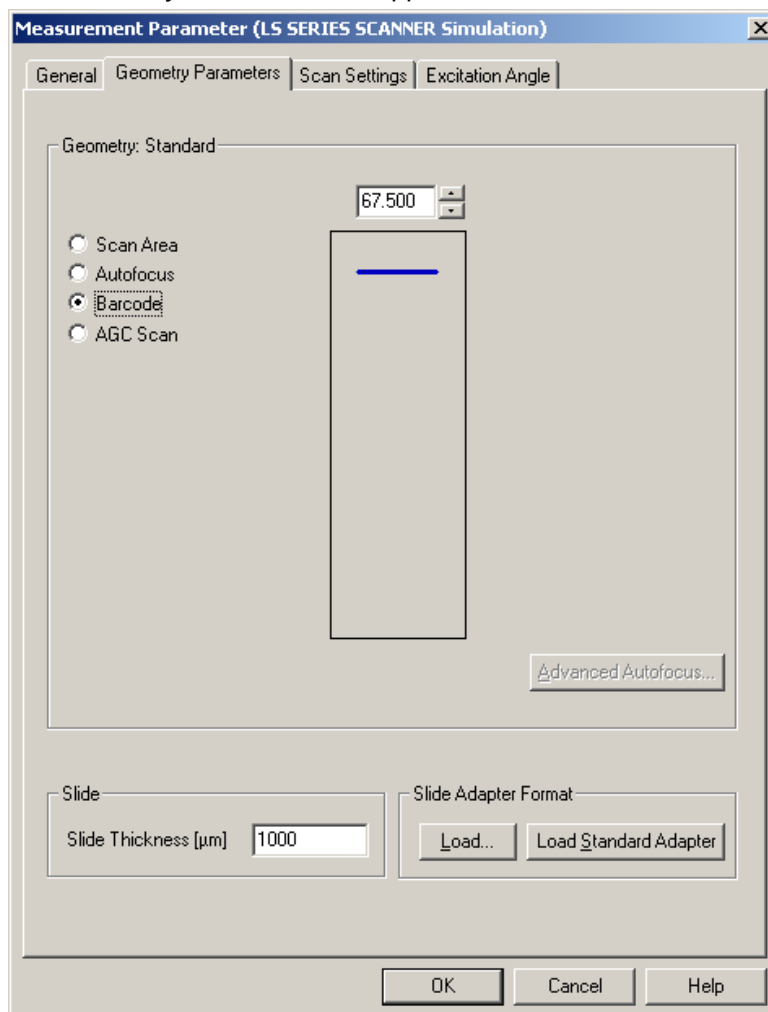 Measurement Parameter (LS SERIES SCANNER Simulation)
General Geometry Parameters Scan Settings Excitation Angle
Geometry: Standard
67.500
Scan Area
Autofocus
Barcode
AGC Scan
Advanced Autofocus...
Slide
Slide Thickness [µm] 1000
Slide Adapter Format
Load... Load Standard Adapter
OK Cancel Help